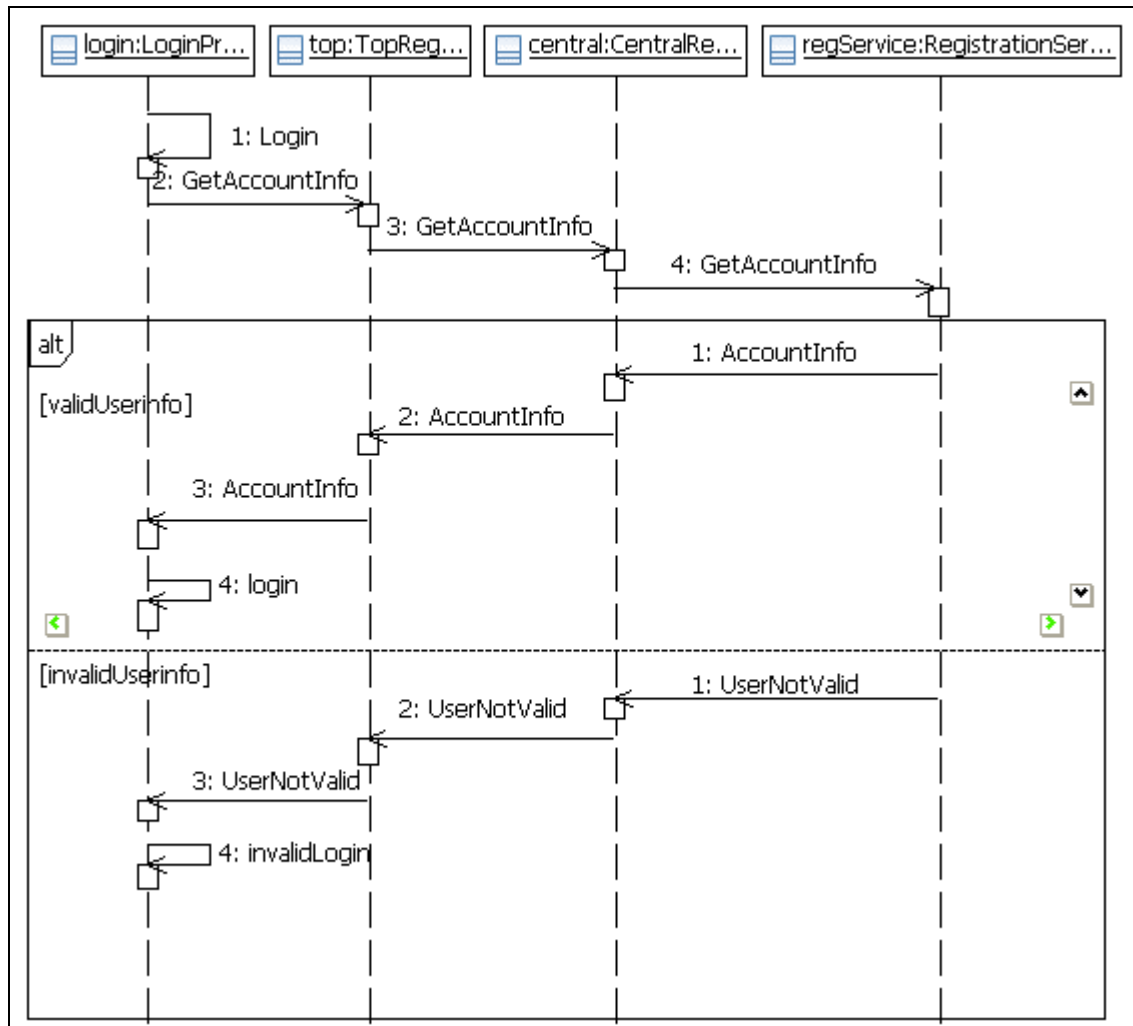 login:LoginPr...
top:TopReg...
central:CentralRe...
regService:RegistrationSer...
1: Login
2: GetAccountInfo
3: GetAccountInfo
4: GetAccountInfo
alt
1: AccountInfo
[validUserinfo]
2: AccountInfo
3: AccountInfo
4: login
[invalidUserinfo]
1: UserNotValid
2: UserNotValid
3: UserNotValid
4: invalidLogin